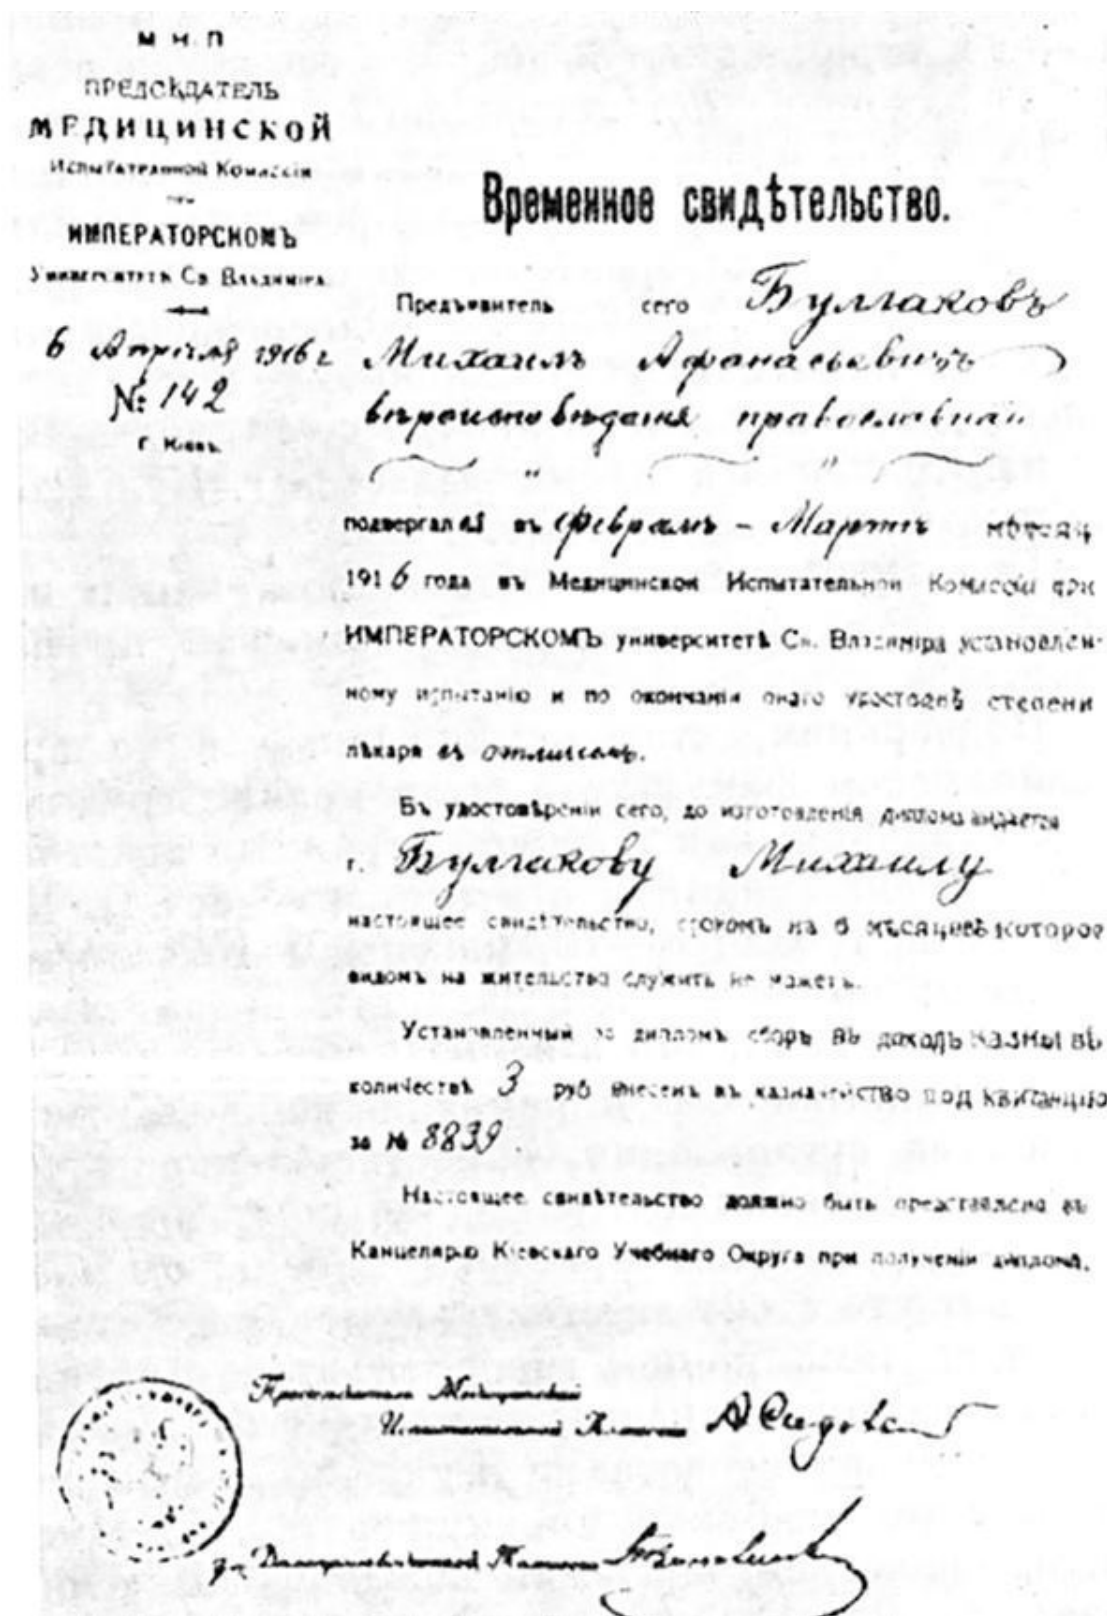 М. Н. П.
ПРЕДСѢДАТЕЛЬ
МЕДИЦИНСКОЙ
Испытательной Комиссіи
при
ИМПЕРАТОРСКОМЪ
Университетѣ Св. Владиміра
6 Апрѣля 1916 г.
№ 142
г. Кіевъ.
Временное свидѣтельство.
Предъявитель сего Булгаковъ
Михаилъ Афанасьевичъ
вѣроисповѣданія православнаго
подвергался въ Февралѣ - Мартѣ мѣсяц
1916 года въ Медицинской Испытательной Комиссіи при
ИМПЕРАТОРСКОМЪ университетѣ Св. Владиміра установлен-
ному испытанію и по окончаніи онаго удостоенъ степени
лѣкаря съ отличіемъ.
Въ удостовѣреніи сего, до изготовленія диплома выдается
г. Булгакову Михаилу
настоящее свидѣтельство, срокомъ на 6 мѣсяцевъ которое
видомъ на жительство служить не можетъ.
Установленный за дипломъ сборъ въ доходъ казны въ
количествѣ 3 руб внесенъ въ казначейство под квитанцію
за № 8839.
Настоящее свидѣтельство должно быть представлено въ
Канцелярію Кіевскаго Учебнаго Округа при полученіи диплома.
Предсѣдатель Медицинской
Испытательной Комиссіи